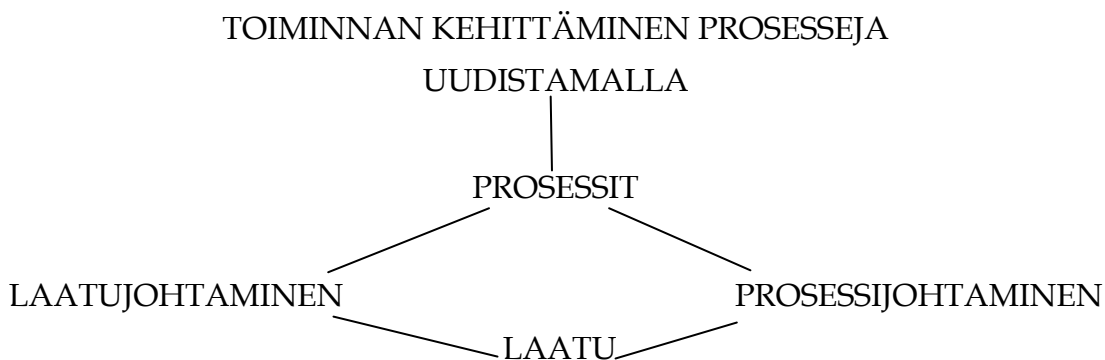 TOIMINNAN KEHITTÄMINEN PROSESSEJA
UUDISTAMALLA
PROSESSIT
LAATUJOHTAMINEN
PROSESSIJOHTAMINEN
LAATU